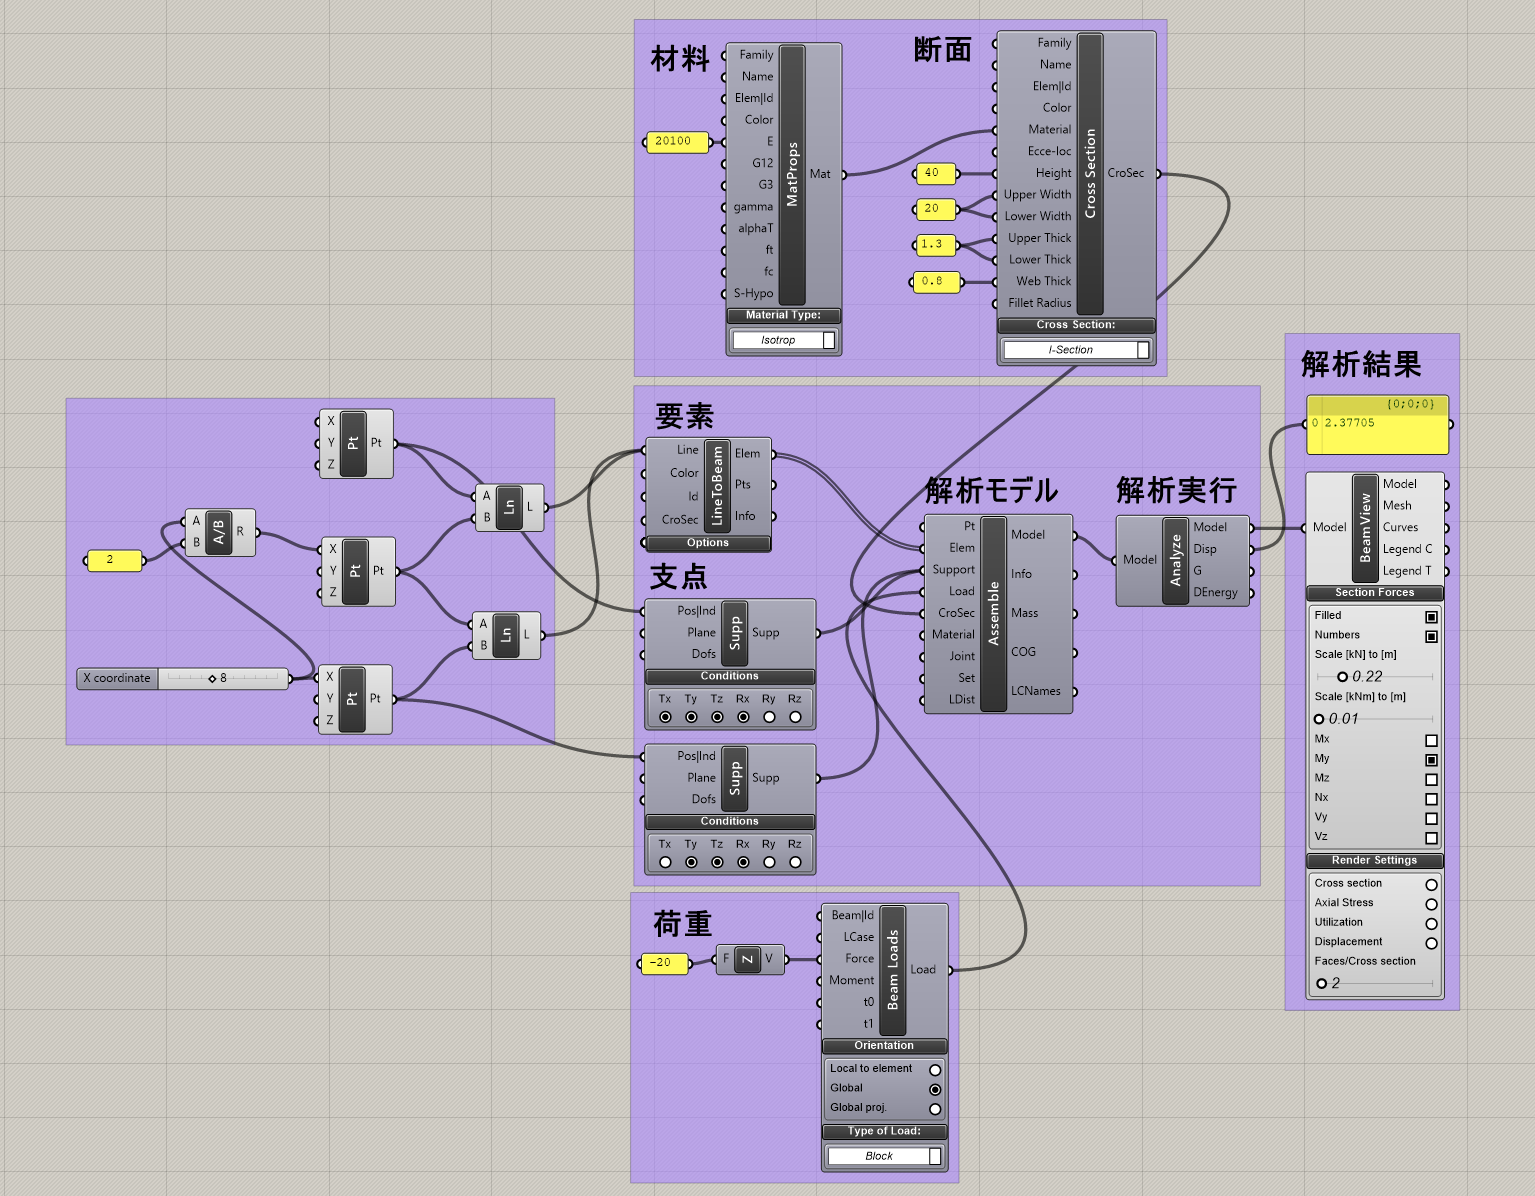 材料
Family
Name
Elem|Id
Color
20100
E
G12
G3
gamma
alphaT
ft
fc
S-Hypo
MatProps
Mat
Material Type:
Isotrop
断面
Family
Name
Elem|Id
Color
Material
Ecce-loc
40
Height
20
Upper Width
Lower Width
1.3
Upper Thick
Lower Thick
0.8
Web Thick
Fillet Radius
Cross Section
CroSec
Cross Section:
I-Section
X
Y
Z
Pt
Pt
A
B
Ln
L
2
A
B
A/B
R
X
Y
Z
Pt
Pt
A
B
Ln
L
X coordinate
8
X
Y
Z
Pt
Pt
要素
Line
Color
Id
CroSec
LineToBeam
Elem
Pts
Info
Options
支点
Pos|Ind
Plane
Dofs
Supp
Supp
Conditions
Tx Ty Tz Rx Ry Rz
Pos|Ind
Plane
Dofs
Supp
Supp
Conditions
Tx Ty Tz Rx Ry Rz
解析モデル
Pt
Elem
Support
Load
CroSec
Material
Joint
Set
LDist
Assemble
Model
Info
Mass
COG
LCNames
解析実行
Model
Analyze
Model
Disp
G
DEnergy
荷重
-20
F
Z
V
Beam|Id
LCase
Force
Moment
t0
t1
Beam Loads
Load
Orientation
Local to element
Global
Global proj.
Type of Load:
Block
解析結果
{0;0;0}
0 2.37705
Model
BeamView
Model
Mesh
Curves
Legend C
Legend T
Section Forces
Filled
Numbers
Scale [kN] to [m]
0.22
Scale [kNm] to [m]
0.01
Mx
My
Mz
Nx
Vy
Vz
Render Settings
Cross section
Axial Stress
Utilization
Displacement
Faces/Cross section
2